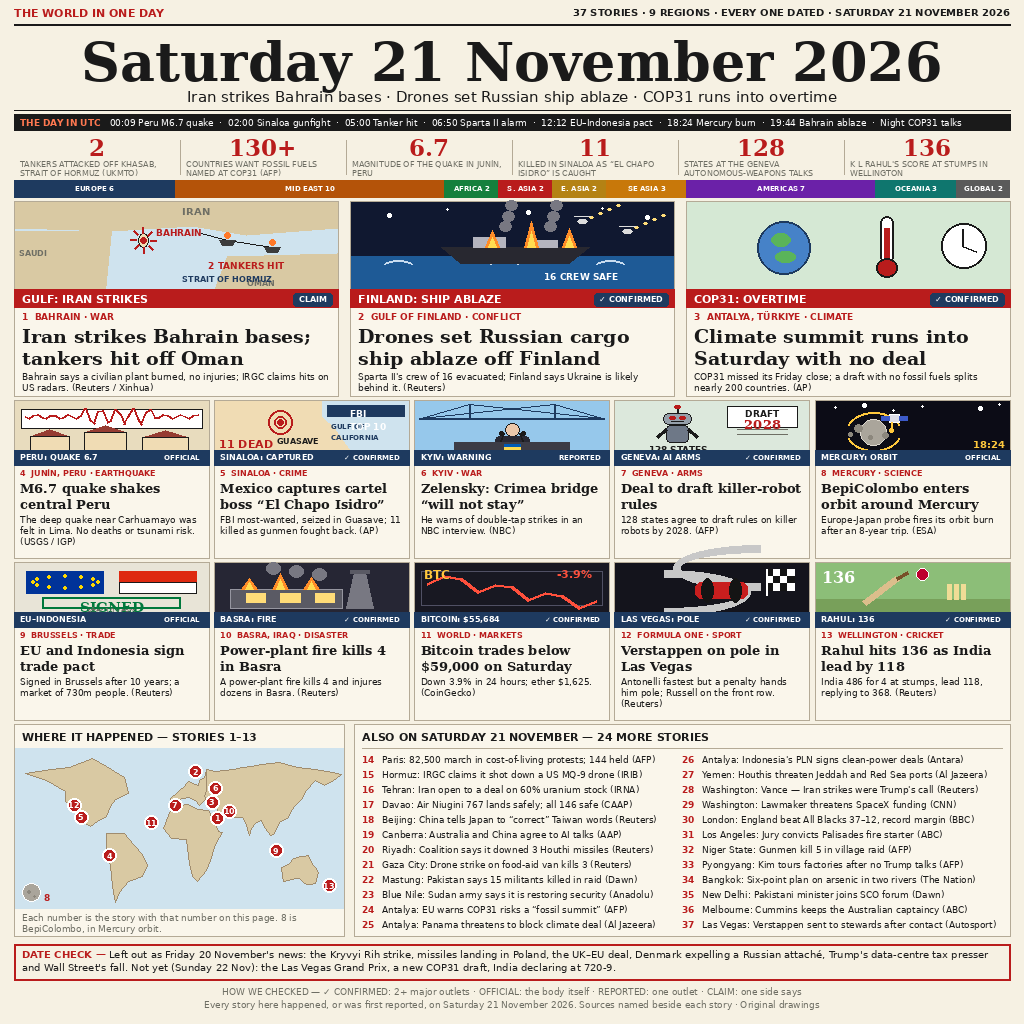 THE WORLD IN ONE DAY
37 STORIES · 9 REGIONS · EVERY ONE DATED · SATURDAY 21 NOVEMBER 2026
Saturday 21 November 2026
Iran strikes Bahrain bases · Drones set Russian ship ablaze · COP31 runs into overtime
THE DAY IN UTC 00:09 Peru M6.7 quake · 02:00 Sinaloa gunfight · 05:00 Tanker hit · 06:50 Sparta II alarm · 12:12 EU–Indonesia pact · 18:24 Mercury burn · 19:44 Bahrain ablaze · Night COP31 talks
2
TANKERS ATTACKED OFF KHASAB,
STRAIT OF HORMUZ (UKMTO)
130+
COUNTRIES WANT FOSSIL FUELS
NAMED AT COP31 (AFP)
6.7
MAGNITUDE OF THE QUAKE IN JUNÍN,
PERU
11
KILLED IN SINALOA AS “EL CHAPO
ISIDRO” IS CAUGHT
128
STATES AT THE GENEVA
AUTONOMOUS-WEAPONS TALKS
136
K L RAHUL’S SCORE AT STUMPS IN
WELLINGTON
EUROPE 6
MID EAST 10
AFRICA 2
S. ASIA 2
E. ASIA 2
SE ASIA 3
AMERICAS 7
OCEANIA 3
GLOBAL 2
IRAN
BAHRAIN
SAUDI
2 TANKERS HIT
STRAIT OF HORMUZ
OMAN
GULF: IRAN STRIKES
CLAIM
1 BAHRAIN · WAR
Iran strikes Bahrain bases;
tankers hit off Oman
Bahrain says a civilian plant burned, no injuries; IRGC claims hits on
US radars. (Reuters / Xinhua)
16 CREW SAFE
FINLAND: SHIP ABLAZE
✓ CONFIRMED
2 GULF OF FINLAND · CONFLICT
Drones set Russian cargo
ship ablaze off Finland
Sparta II’s crew of 16 evacuated; Finland says Ukraine is likely
behind it. (Reuters)
COP31: OVERTIME
✓ CONFIRMED
3 ANTALYA, TÜRKIYE · CLIMATE
Climate summit runs into
Saturday with no deal
COP31 missed its Friday close; a draft with no fossil fuels splits
nearly 200 countries. (AP)
PERU: QUAKE 6.7
OFFICIAL
4 JUNÍN, PERU · EARTHQUAKE
M6.7 quake shakes
central Peru
The deep quake near Carhuamayo was
felt in Lima. No deaths or tsunami risk.
(USGS / IGP)
FBI
TOP 10
GULF OF
CALIFORNIA
11 DEAD
GUASAVE
SINALOA: CAPTURED
✓ CONFIRMED
5 SINALOA · CRIME
Mexico captures cartel
boss “El Chapo Isidro”
FBI most-wanted, seized in Guasave; 11
killed as gunmen fought back. (AP)
KYIV: WARNING
REPORTED
6 KYIV · WAR
Zelensky: Crimea bridge
“will not stay”
He warns of double-tap strikes in an
NBC interview. (NBC)
DRAFT
2028
128 STATES
GENEVA: AI ARMS
✓ CONFIRMED
7 GENEVA · ARMS
Deal to draft killer-robot
rules
128 states agree to draft rules on killer
robots by 2028. (AFP)
18:24
MERCURY: ORBIT
OFFICIAL
8 MERCURY · SCIENCE
BepiColombo enters
orbit around Mercury
Europe-Japan probe fires its orbit burn
after an 8-year trip. (ESA)
SIGNED
EU–INDONESIA
OFFICIAL
9 BRUSSELS · TRADE
EU and Indonesia sign
trade pact
Signed in Brussels after 10 years; a
market of 730m people. (Reuters)
BASRA: FIRE
✓ CONFIRMED
10 BASRA, IRAQ · DISASTER
Power-plant fire kills 4
in Basra
A power-plant fire kills 4 and injures
dozens in Basra. (Reuters)
BTC
-3.9%
BITCOIN: $55,684
✓ CONFIRMED
11 WORLD · MARKETS
Bitcoin trades below
$59,000 on Saturday
Down 3.9% in 24 hours; ether $1,625.
(CoinGecko)
LAS VEGAS: POLE
✓ CONFIRMED
12 FORMULA ONE · SPORT
Verstappen on pole in
Las Vegas
Antonelli fastest but a penalty hands
him pole; Russell on the front row.
(Reuters)
136
RAHUL: 136
✓ CONFIRMED
13 WELLINGTON · CRICKET
Rahul hits 136 as India
lead by 118
India 486 for 4 at stumps, lead 118,
replying to 368. (Reuters)
WHERE IT HAPPENED — STORIES 1–13
2
6
12
5
7
3
1
10
11
4
9
13
8
Each number is the story with that number on this page. 8 is
BepiColombo, in Mercury orbit.
ALSO ON SATURDAY 21 NOVEMBER — 24 MORE STORIES
14 Paris: 82,500 march in cost-of-living protests; 144 held (AFP)
15 Hormuz: IRGC claims it shot down a US MQ-9 drone (IRIB)
16 Tehran: Iran open to a deal on 60% uranium stock (IRNA)
17 Davao: Air Niugini 767 lands safely; all 146 safe (CAAP)
18 Beijing: China tells Japan to “correct” Taiwan words (Reuters)
19 Canberra: Australia and China agree to AI talks (AAP)
20 Riyadh: Coalition says it downed 3 Houthi missiles (Reuters)
21 Gaza City: Drone strike on food-aid van kills 3 (Reuters)
22 Mastung: Pakistan says 15 militants killed in raid (Dawn)
23 Blue Nile: Sudan army says it is restoring security (Anadolu)
24 Antalya: EU warns COP31 risks a “fossil summit” (AFP)
25 Antalya: Panama threatens to block climate deal (Al Jazeera)
26 Antalya: Indonesia’s PLN signs clean-power deals (Antara)
27 Yemen: Houthis threaten Jeddah and Red Sea ports (Al Jazeera)
28 Washington: Vance — Iran strikes were Trump’s call (Reuters)
29 Washington: Lawmaker threatens SpaceX funding (CNN)
30 London: England beat All Blacks 37–12, record margin (BBC)
31 Los Angeles: Jury convicts Palisades fire starter (ABC)
32 Niger State: Gunmen kill 5 in village raid (AFP)
33 Pyongyang: Kim tours factories after no Trump talks (AFP)
34 Bangkok: Six-point plan on arsenic in two rivers (The Nation)
35 New Delhi: Pakistani minister joins SCO forum (Dawn)
36 Melbourne: Cummins keeps the Australian captaincy (ABC)
37 Las Vegas: Verstappen sent to stewards after contact (Autosport)
DATE CHECK — Left out as Friday 20 November’s news: the Kryvyi Rih strike, missiles landing in Poland, the UK–EU deal, Denmark expelling a Russian attaché, Trump’s data-centre tax presser
and Wall Street’s fall. Not yet (Sunday 22 Nov): the Las Vegas Grand Prix, a new COP31 draft, India declaring at 720-9.
HOW WE CHECKED — ✓ CONFIRMED: 2+ major outlets · OFFICIAL: the body itself · REPORTED: one outlet · CLAIM: one side says
Every story here happened, or was first reported, on Saturday 21 November 2026. Sources named beside each story · Original drawings